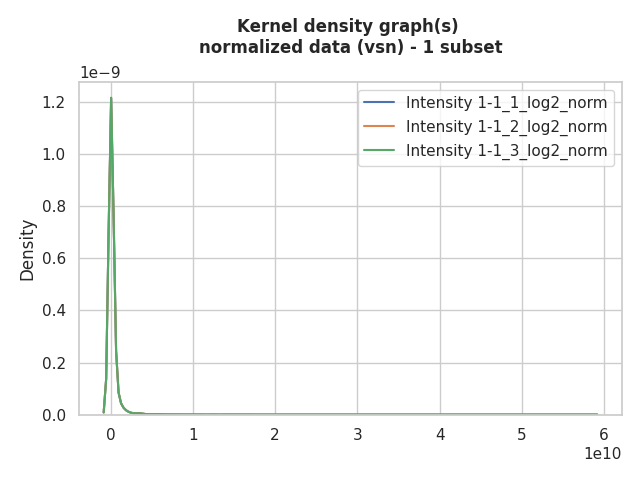 Kernel density graph(s)
normalized data (vsn) - 1 subset
1e−9
Intensity 1-1_1_log2_norm
Intensity 1-1_2_log2_norm
Intensity 1-1_3_log2_norm
1.2
1.0
0.8
0.6
0.4
0.2
0.0
Density
0 1 2 3 4 5 6
1e10